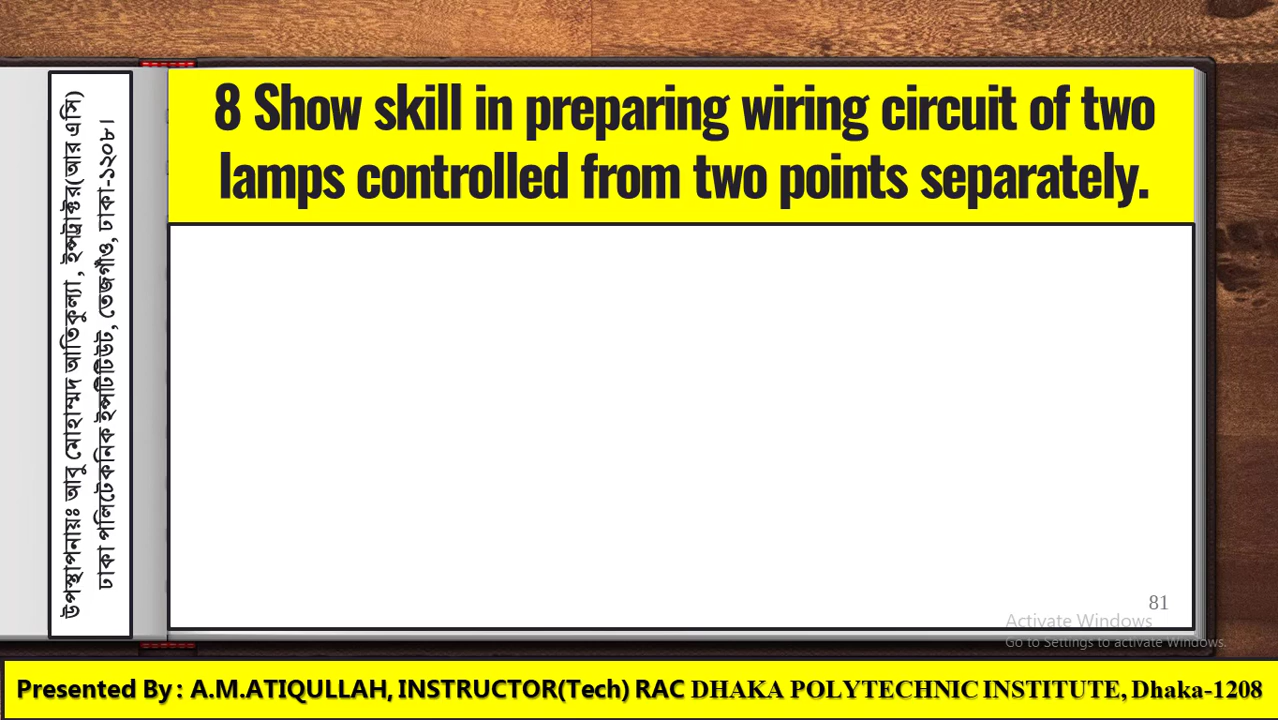 8 Show skill in preparing wiring circuit of two
lamps controlled from two points separately.
উপস্থাপনায়ঃ আবু মোহাম্মদ আতিকুল্যা, ইন্সট্রাক্টর(আর এসি)
ঢাকা পলিটেকনিক ইন্সটিটিউট, তেজগাঁও, ঢাকা-১২০৮।
81
Activate Windows
Go to Settings to activate Windows.
Presented By : A.M.ATIQULLAH, INSTRUCTOR(Tech) RAC DHAKA POLYTECHNIC INSTITUTE, Dhaka-1208